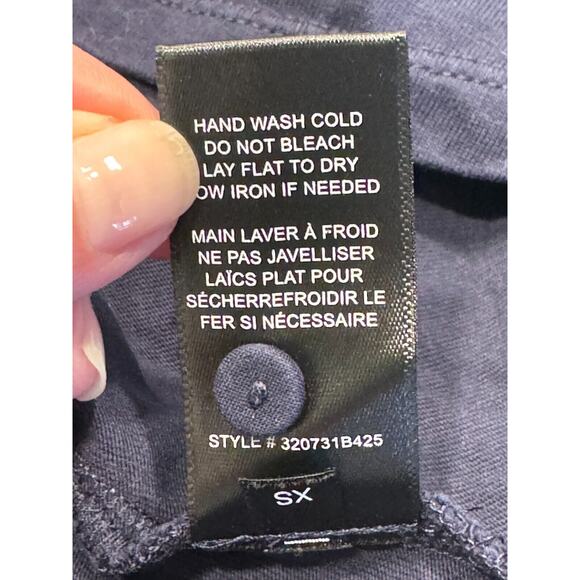 HAND WASH COLD
DO NOT BLEACH
LAY FLAT TO DRY
OW IRON IF NEEDED
MAIN LAVER À FROID
NE PAS JAVELLISER
LAÏCS PLAT POUR
SÉCHERREFROIDIR LE
FER SI NÉCESSAIRE
STYLE # 320731B425
XS